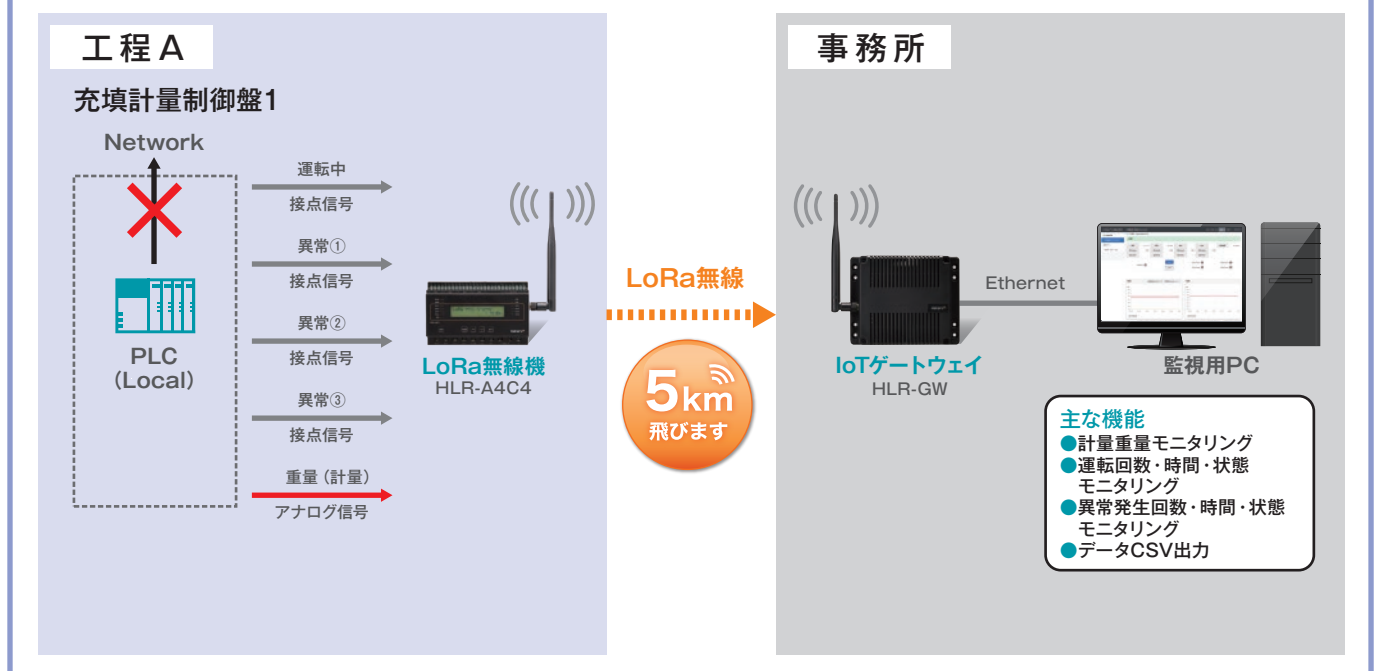 工程A
充填計量制御盤1
Network
PLC
(Local)
運転中
接点信号
異常①
接点信号
異常②
接点信号
異常③
接点信号
重量(計量)
アナログ信号
LoRa無線機
HLR-A4C4
LoRa無線
5km
飛びます
事務所
IoTゲートウェイ
HLR-GW
Ethernet
監視用PC
主な機能
●計量重量モニタリング
●運転回数・時間・状態
モニタリング
●異常発生回数・時間・状態
モニタリング
●データCSV出力